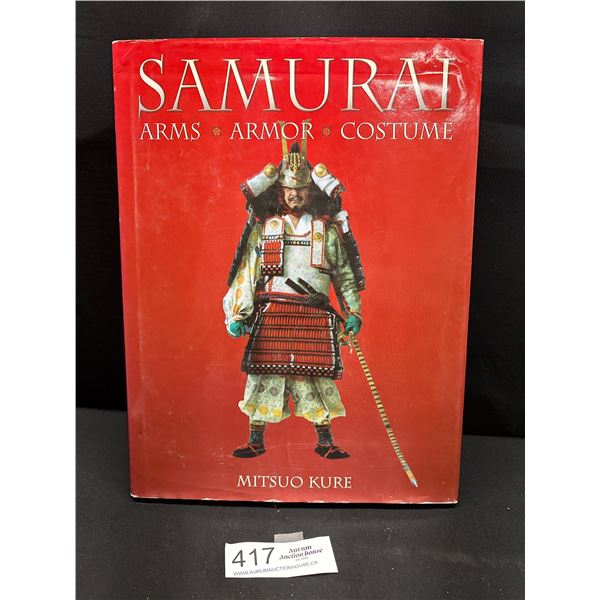 SAMURAI
ARMS • ARMOR • COSTUME
MITSUO KURE
417
Aurum
Auction house
WWW.AURUMAUCTIONHOUSE.CA